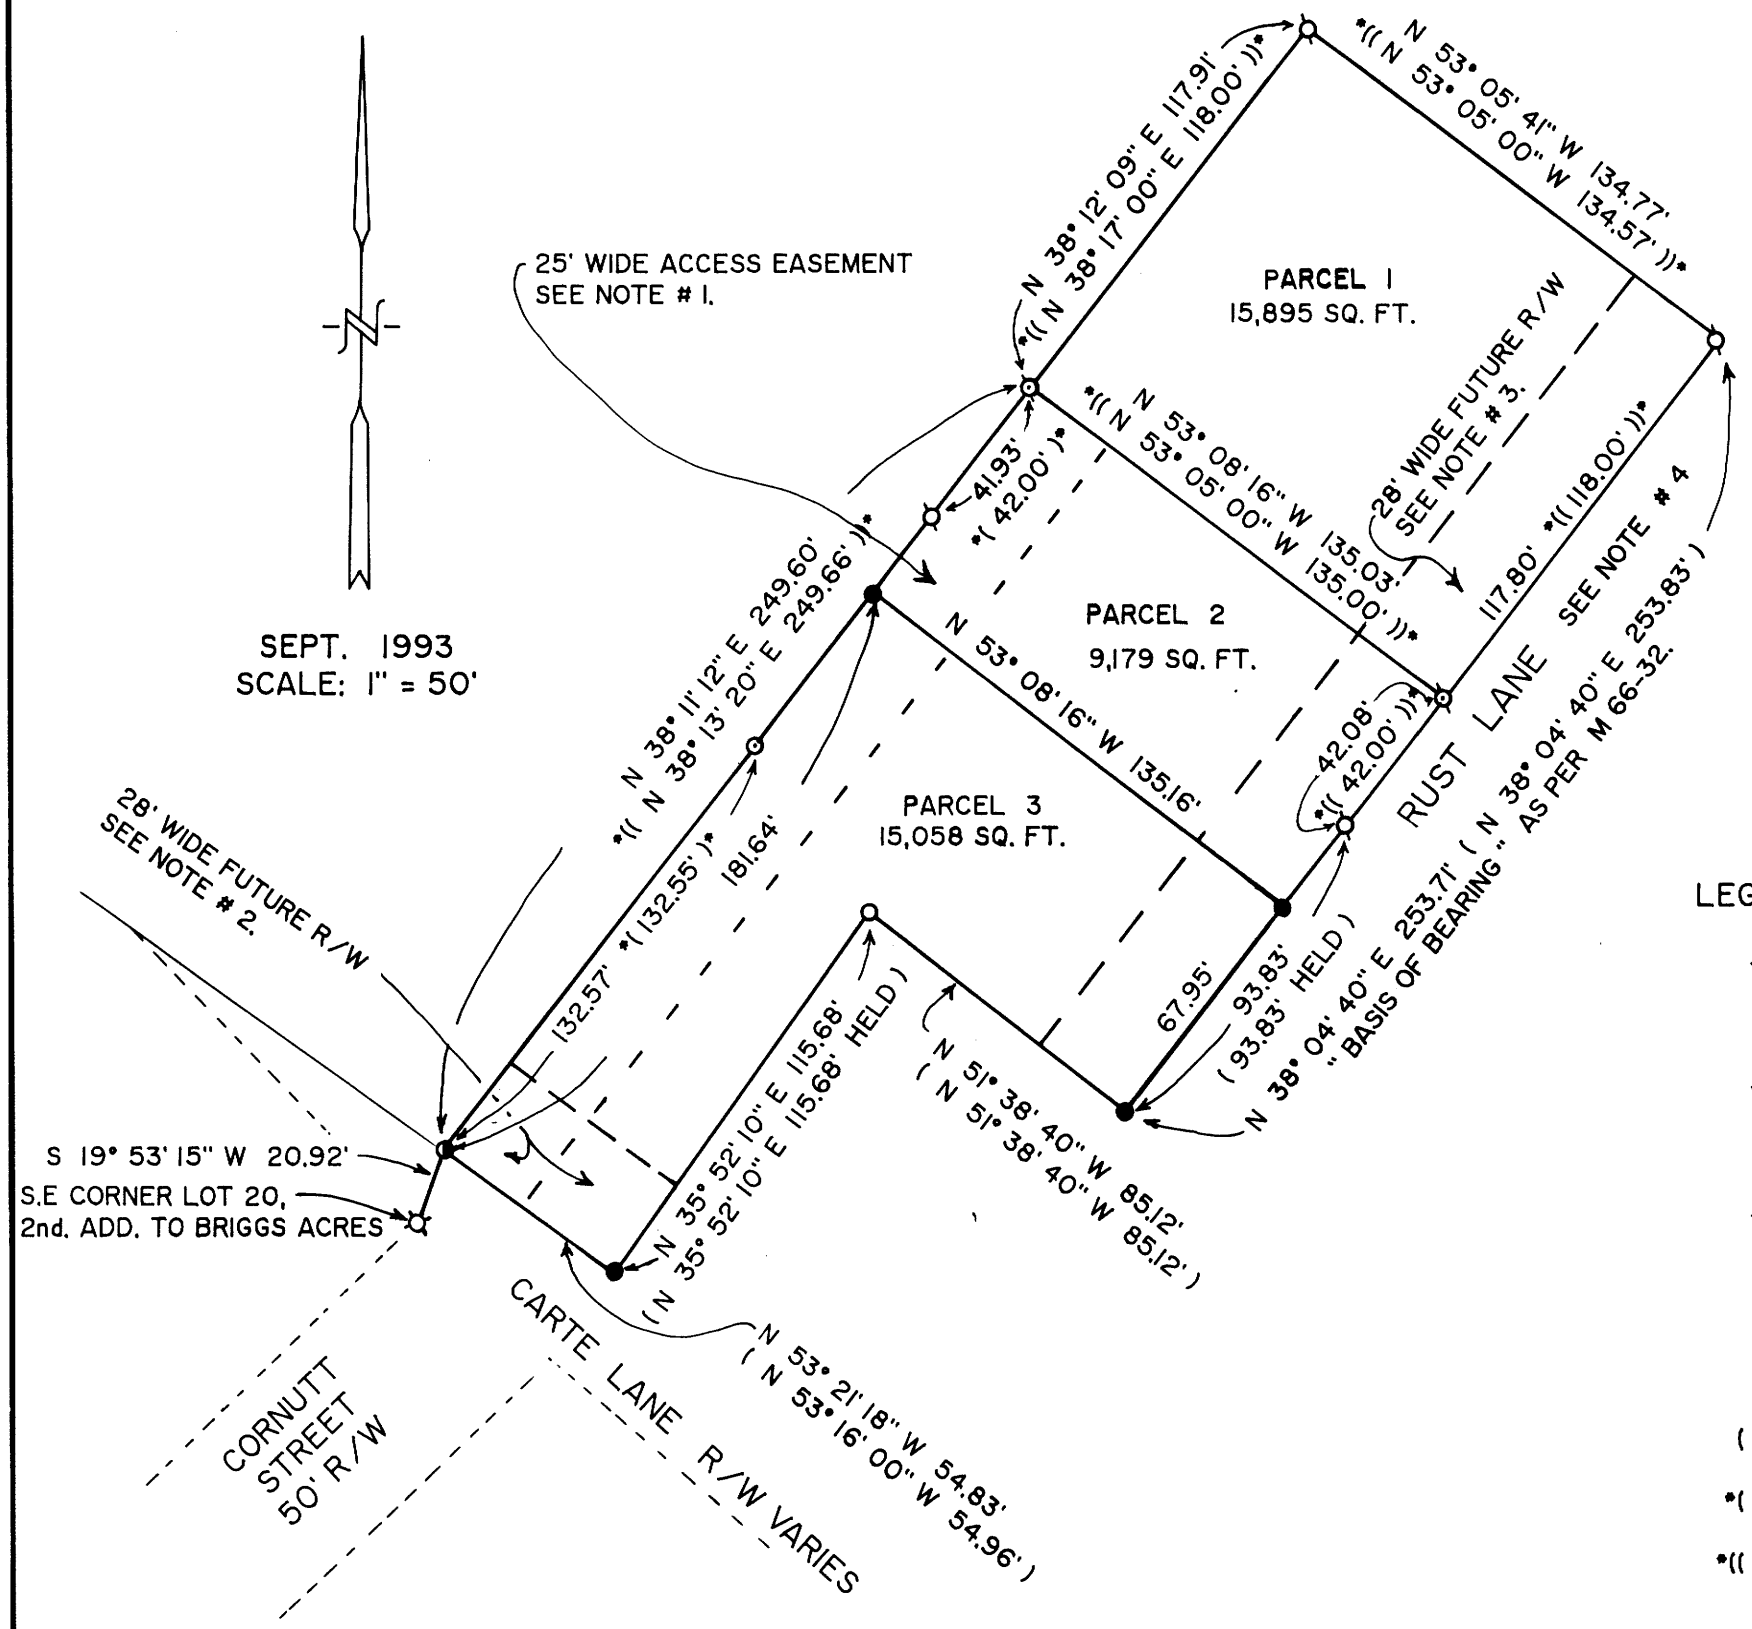 N 53° 05' 41" W 134.77'
*(( N 53° 05' 00" W 134.57' ))*
N 38° 12' 09" E 117.91'
*(( N 38° 17' 00" E 118.00' ))*
PARCEL 1
15,895 SQ. FT.
25' WIDE ACCESS EASEMENT
SEE NOTE # 1.
-N-
SEPT. 1993
SCALE: 1" = 50'
28' WIDE FUTURE R/W
SEE NOTE # 3.
N 53° 08' 16" W 135.03'
*(( N 53° 05' 00" W 135.00' ))*
41.93'
*( 42.00' )*
117.80' *(( 118.00' ))*
RUST LANE SEE NOTE # 4
N 38° 11' 12" E 249.60'
*(( N 38° 13' 20" E 249.66' ))*
PARCEL 2
9,179 SQ. FT.
N 53° 08' 16" W 135.16'
42.08'
*(( 42.00' ))*
N 38° 04' 40" E 253.71' ( N 38° 04' 40" E 253.83' )
" BASIS OF BEARING " AS PER M 66-32.
PARCEL 3
15,058 SQ. FT.
28' WIDE FUTURE R/W
SEE NOTE # 2.
132.57' *( 132.55' )*
181.64'
67.95'
93.83'
( 93.83' HELD )
LEG
N 35° 52' 10" E 115.68'
( N 35° 52' 10" E 115.68' HELD )
N 51° 38' 40" W 85.12'
( N 51° 38' 40" W 85.12' )
S 19° 53' 15" W 20.92'
S.E CORNER LOT 20,
2nd. ADD. TO BRIGGS ACRES
CARTE LANE R/W VARIES
N 53° 21' 18" W 54.83'
( N 53° 16' 00" W 54.96' )
CORNUTT
STREET
50' R/W
(
*(
*((